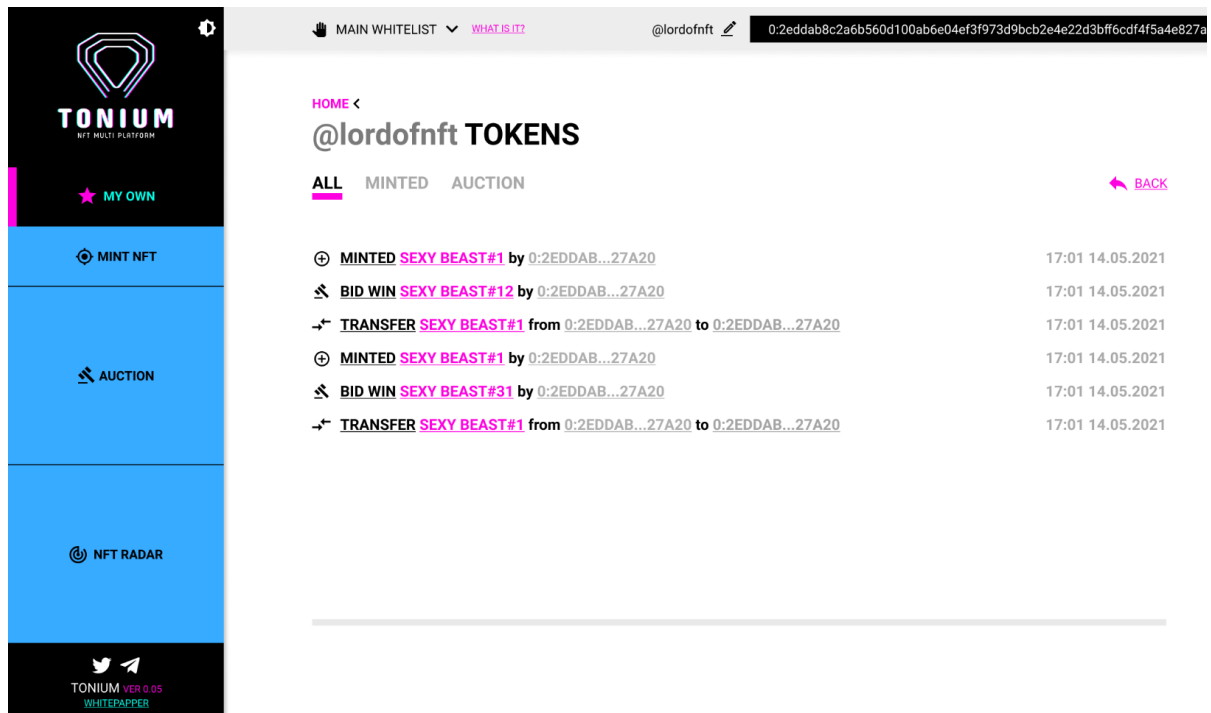 MAIN WHITELIST WHAT IS IT? @lordofnft 0:2eddab8c2a6b560d100ab6e04ef3f973d9bcb2e4e22d3bff6cdf4f5a4e827a
TONIUM
NFT MULTI PLATFORM
MY OWN
MINT NFT
AUCTION
NFT RADAR
TONIUM VER 0.05
WHITEPAPPER
HOME <
@lordofnft TOKENS
ALL MINTED AUCTION BACK
MINTED SEXY BEAST#1 by 0:2EDDAB...27A20 17:01 14.05.2021
BID WIN SEXY BEAST#12 by 0:2EDDAB...27A20 17:01 14.05.2021
TRANSFER SEXY BEAST#1 from 0:2EDDAB...27A20 to 0:2EDDAB...27A20 17:01 14.05.2021
MINTED SEXY BEAST#1 by 0:2EDDAB...27A20 17:01 14.05.2021
BID WIN SEXY BEAST#31 by 0:2EDDAB...27A20 17:01 14.05.2021
TRANSFER SEXY BEAST#1 from 0:2EDDAB...27A20 to 0:2EDDAB...27A20 17:01 14.05.2021